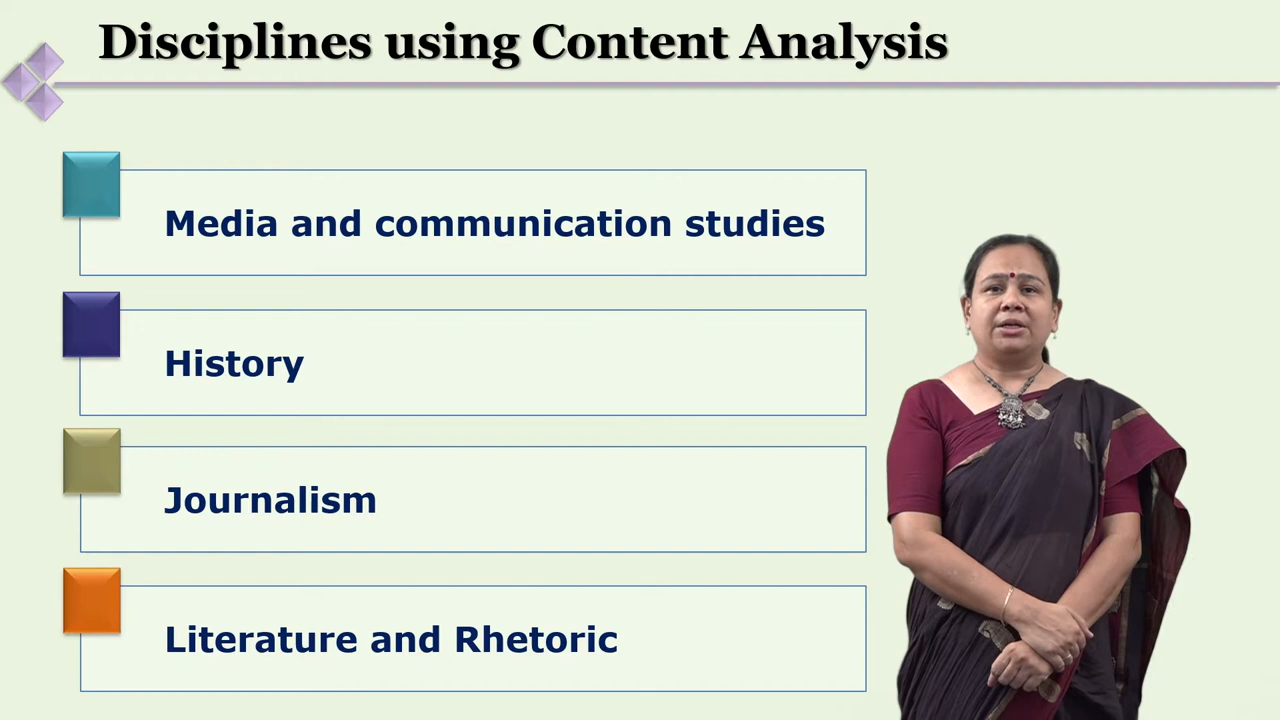 Disciplines using Content Analysis
Media and communication studies
History
Journalism
Literature and Rhetoric